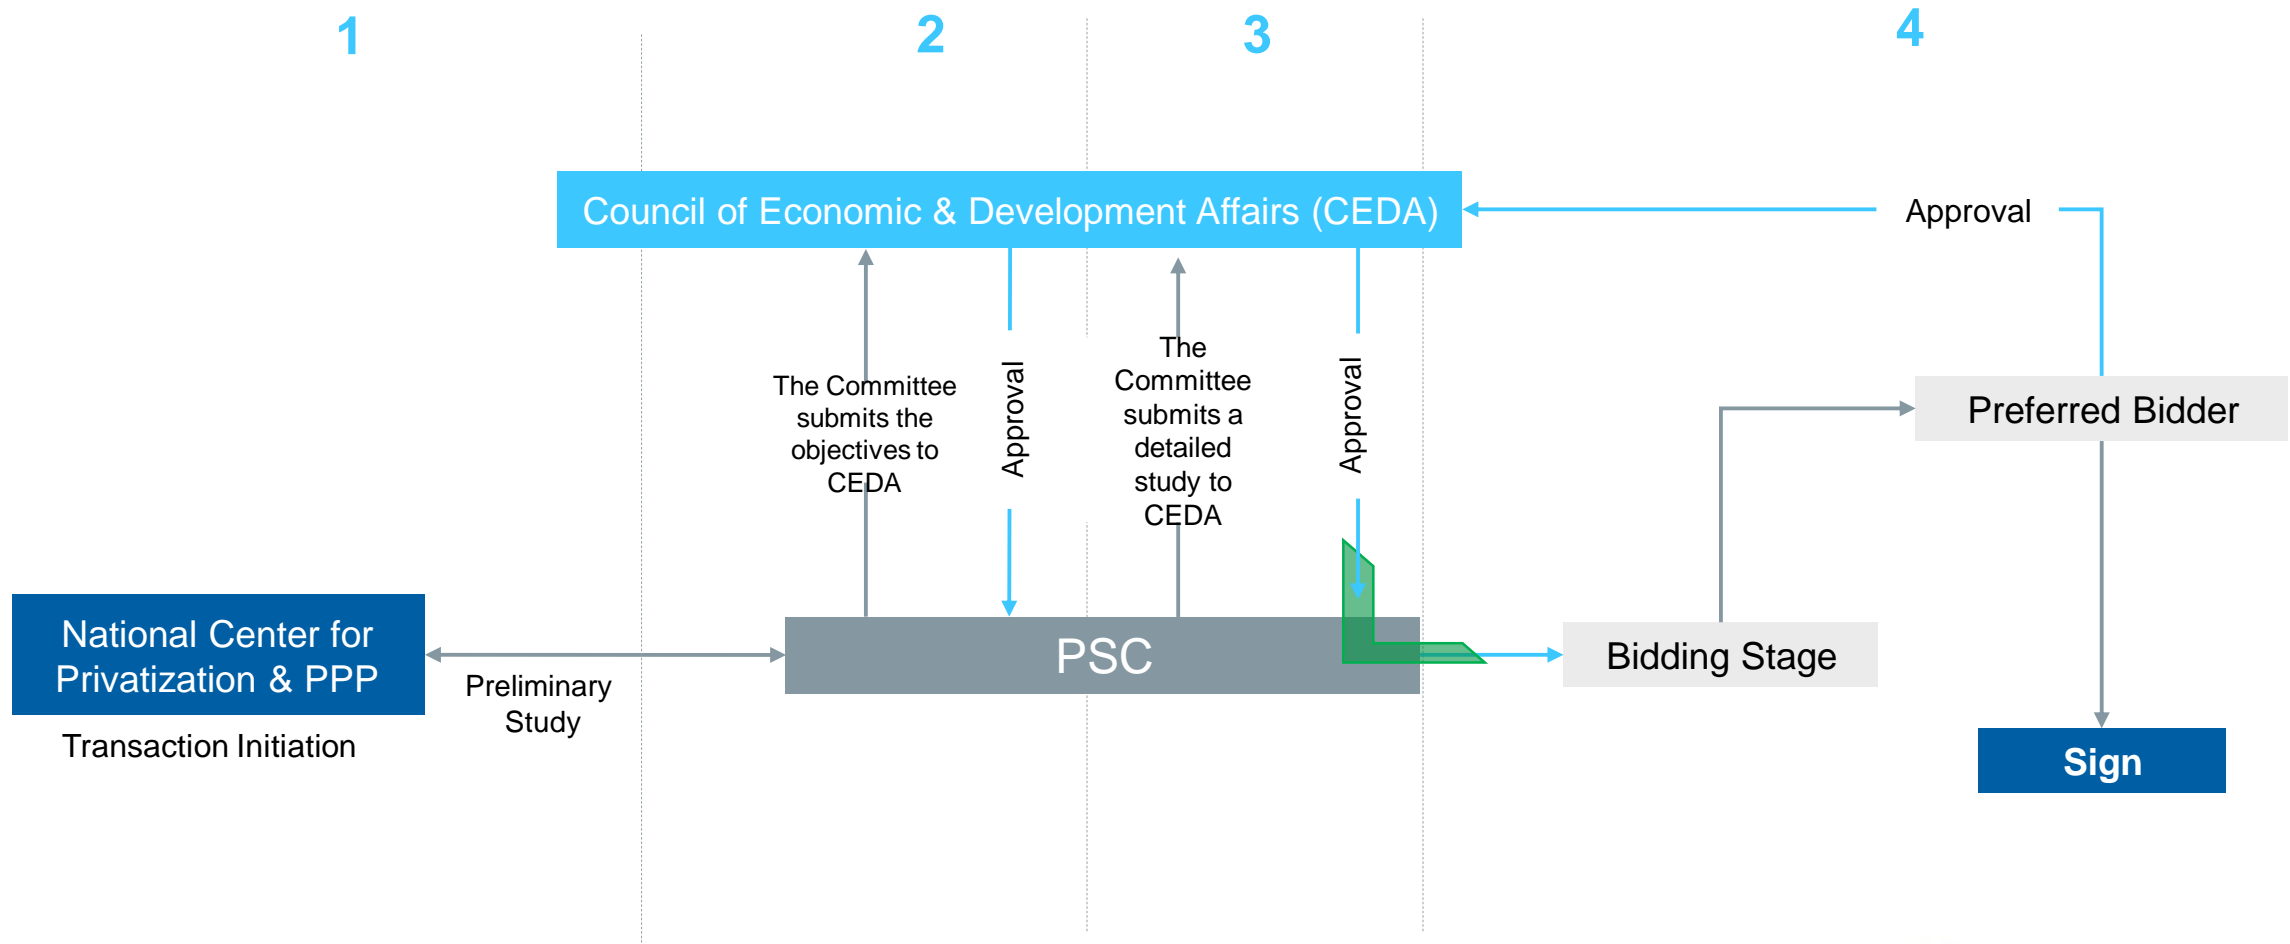 1
2
3
4
Council of Economic & Development Affairs (CEDA)
Approval
The Committee
submits the
objectives to
CEDA
Approval
The
Committee
submits a
detailed
study to
CEDA
Approval
Preferred Bidder
National Center for
Privatization & PPP
Preliminary
Study
PSC
Bidding Stage
Transaction Initiation
Sign